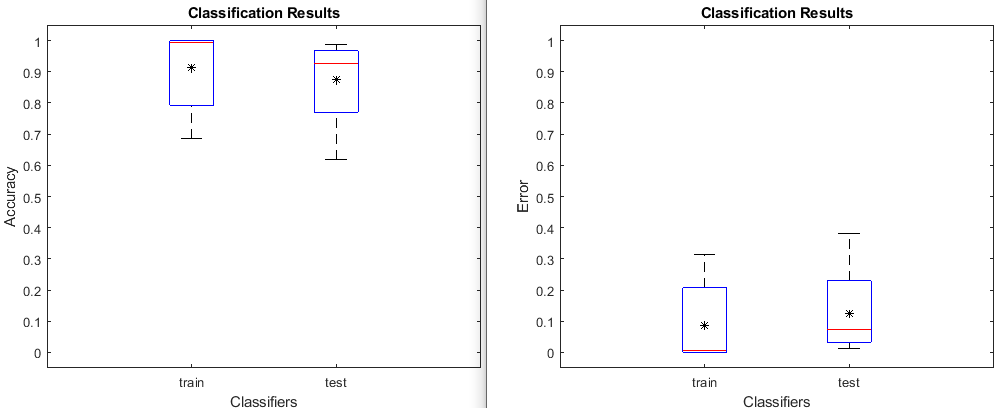 Classification Results
1
0.9
0.8
0.7
0.6
0.5
0.4
0.3
0.2
0.1
0
Accuracy
train
test
Classifiers
Classification Results
1
0.9
0.8
0.7
0.6
0.5
0.4
0.3
0.2
0.1
0
Error
train
test
Classifiers